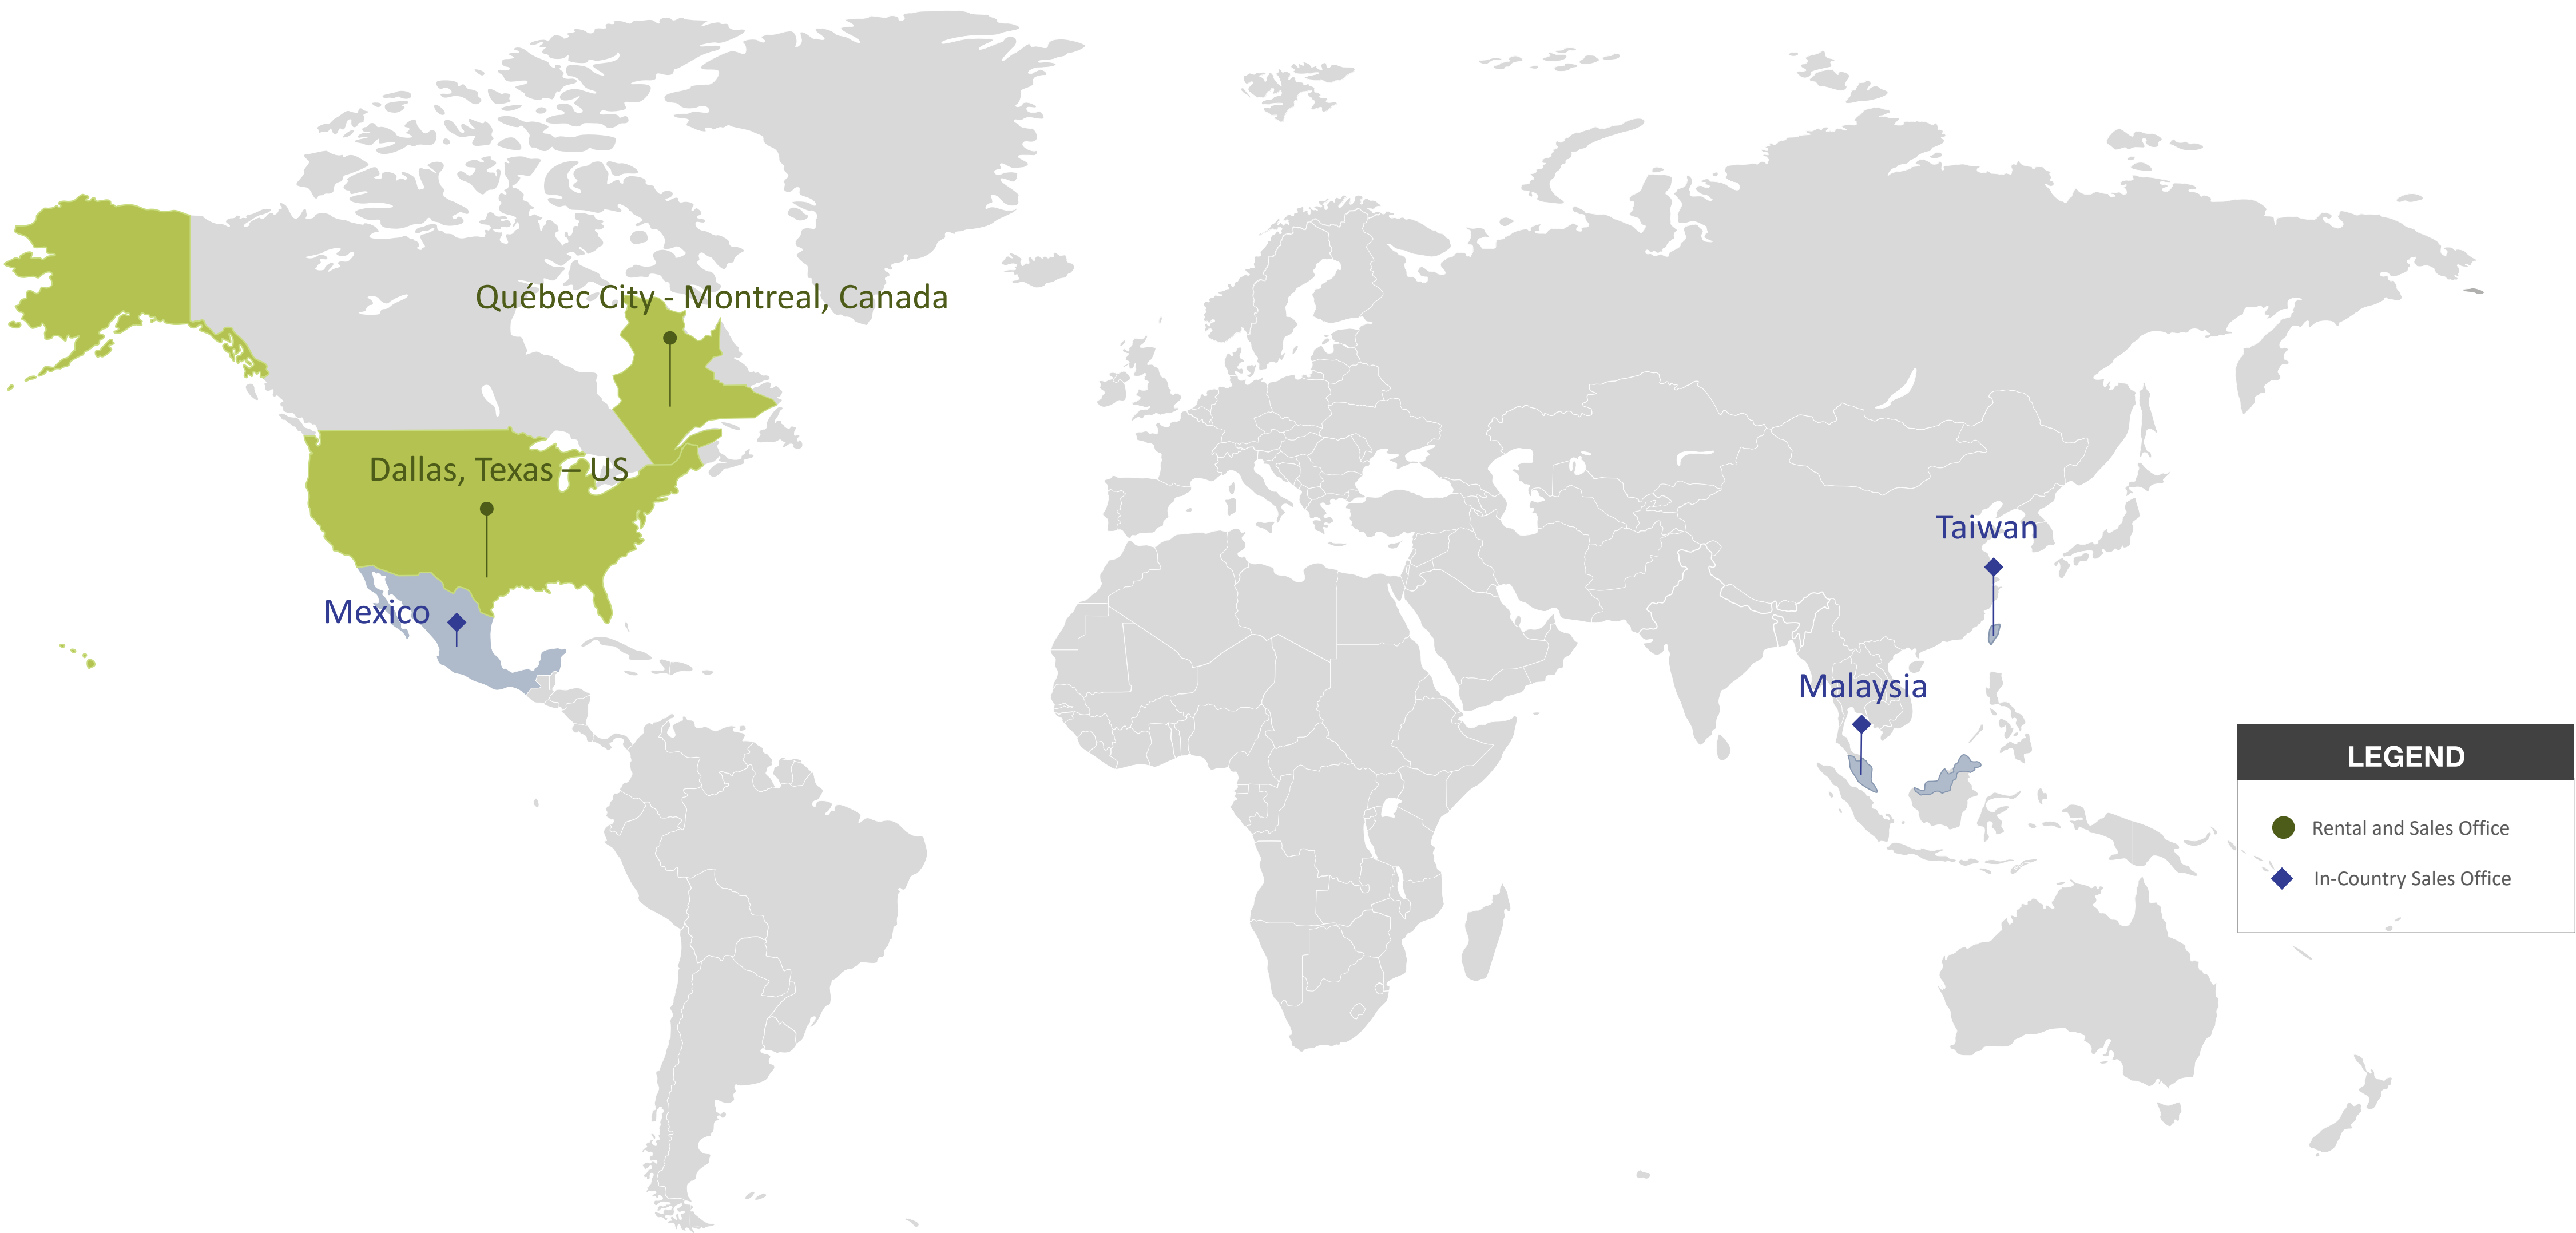 Québec City - Montreal, Canada
Dallas, Texas – US
Mexico
Taiwan
Malaysia
LEGEND
Rental and Sales Office
In-Country Sales Office